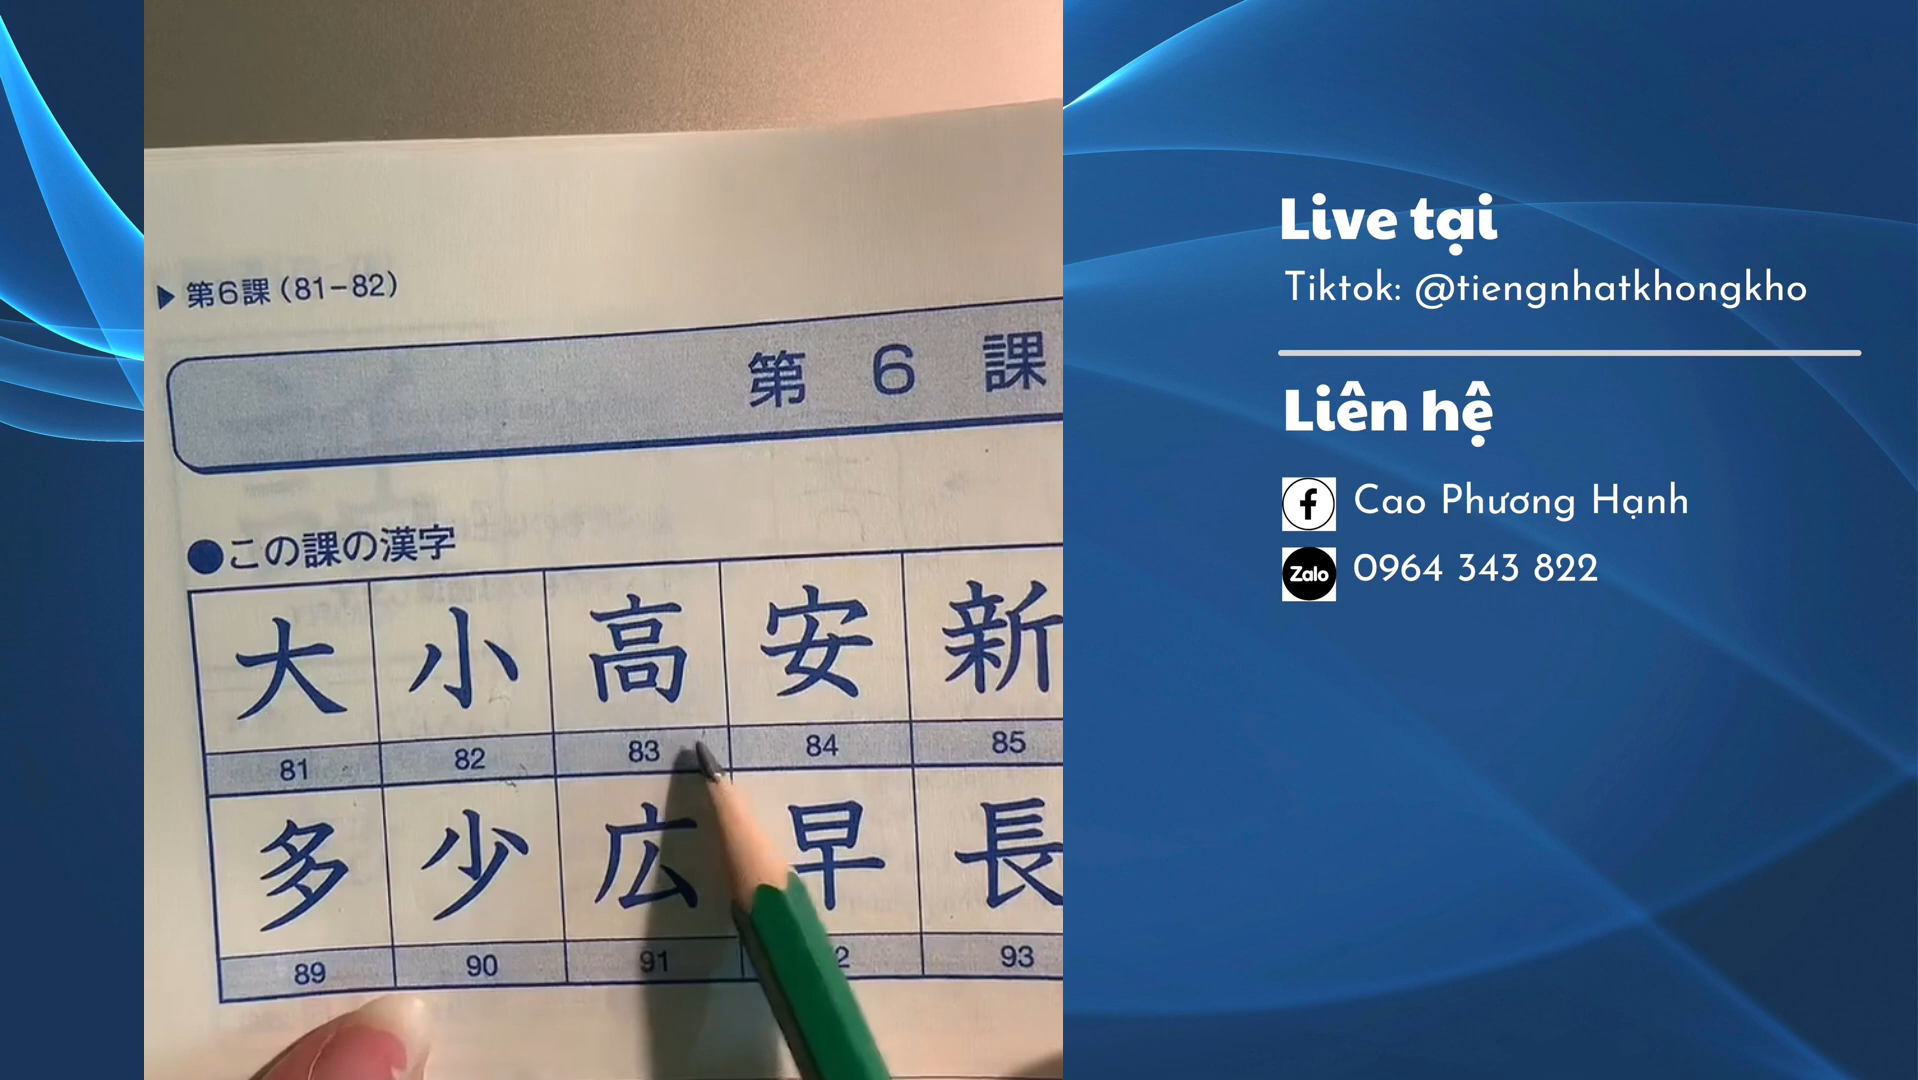 ▶第6課(81-82)
第 6 課
●この課の漢字
大 小 高 安 新
81 82 83 84 85
多 少 広 早 長
89 90 91 2 93
Live tại
Tiktok: @tiengnhatkhongkho
Liên hệ
f Cao Phương Hạnh
Zalo 0964 343 822